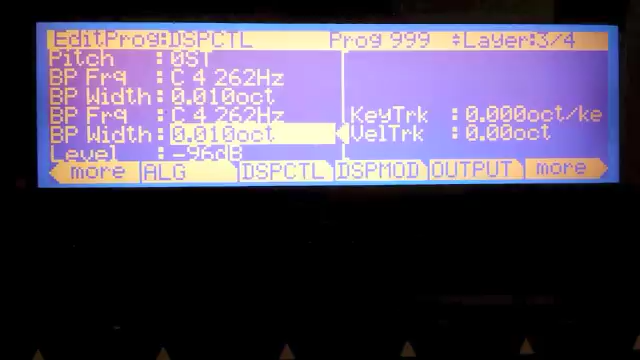 EditProg:DSPCTL Prog 999 ÷Layer:3/4
Pitch :0ST
BP Frq :C 4 262Hz
BP Width:0.010oct
BP Frq :C 4 262Hz KeyTrk :0.000oct/ke
BP Width:0.010oct VelTrk :0.00oct
Level :-96dB
more ALG DSPCTL DSPMOD OUTPUT more